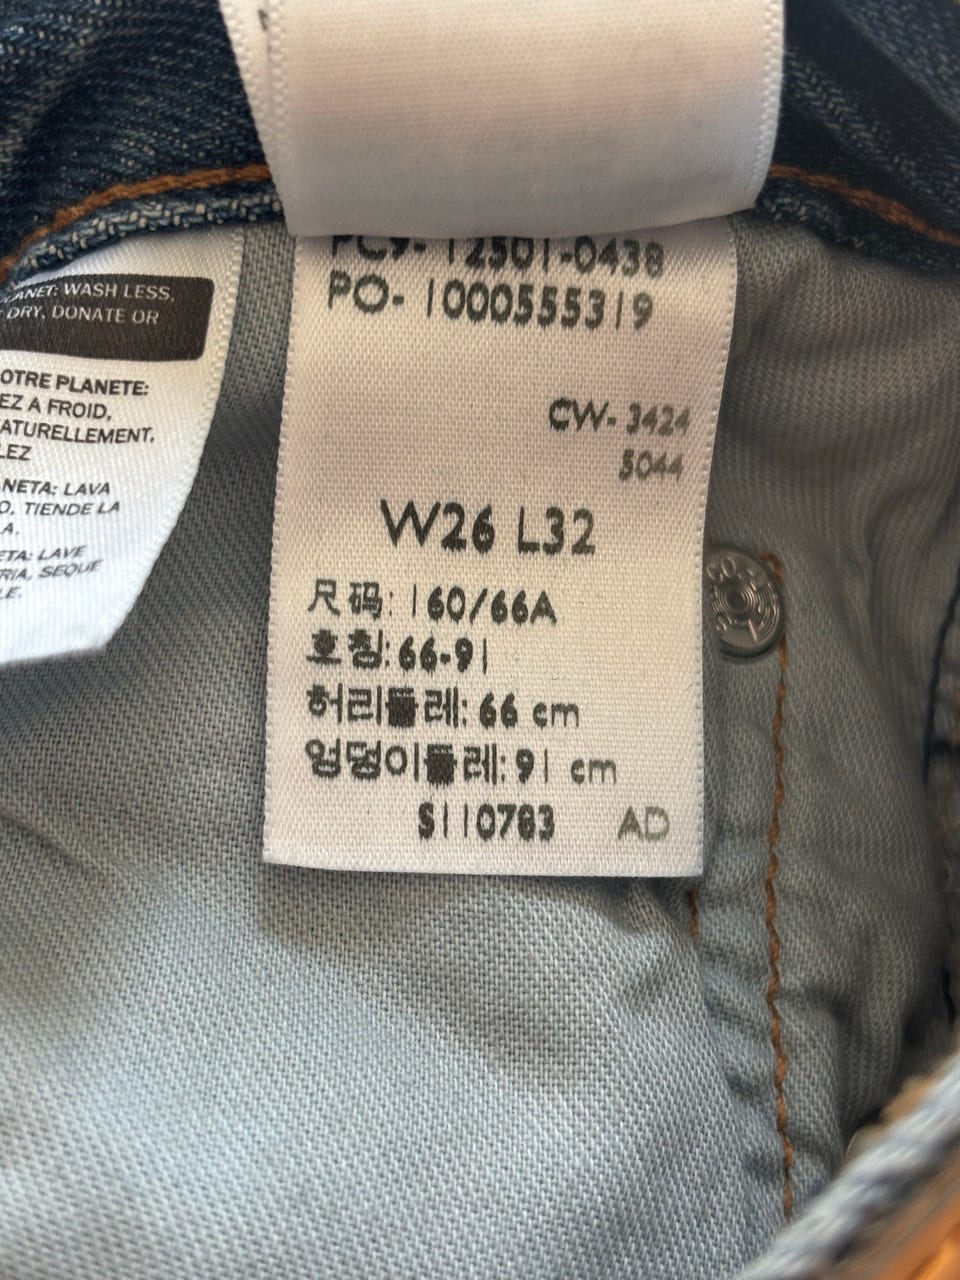 ANET: WASH LESS,
DRY, DONATE OR
OTRE PLANETE:
EZ A FROID,
ATURELLEMENT,
LEZ
NETA: LAVA
O, TIENDE LA
A.
ETA: LAVE
RIA, SEQUE
LE.
PC9- 12501-0438
PO- 1000555319
CW- 3424
5044
W26 L32
尺码: 160/66A
호칭: 66-91
허리둘레: 66 cm
엉덩이둘레: 91 cm
S110783 AD